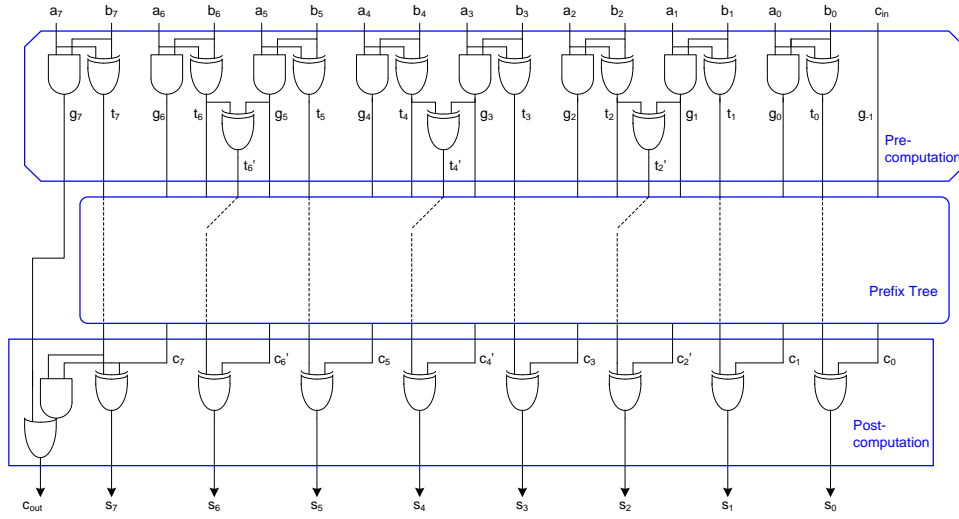 a7 b7 a6 b6 a5 b5 a4 b4 a3 b3 a2 b2 a1 b1 a0 b0 cin
g7 t7 g6 t6 g5 t5 g4 t4 g3 t3 g2 t2 g1 t1 g0 t0 g-1
Pre-
computation
t6' t4' t2'
Prefix Tree
c7 c6' c5 c4' c3 c2' c1 c0
Post-
computation
cout s7 s6 s5 s4 s3 s2 s1 s0